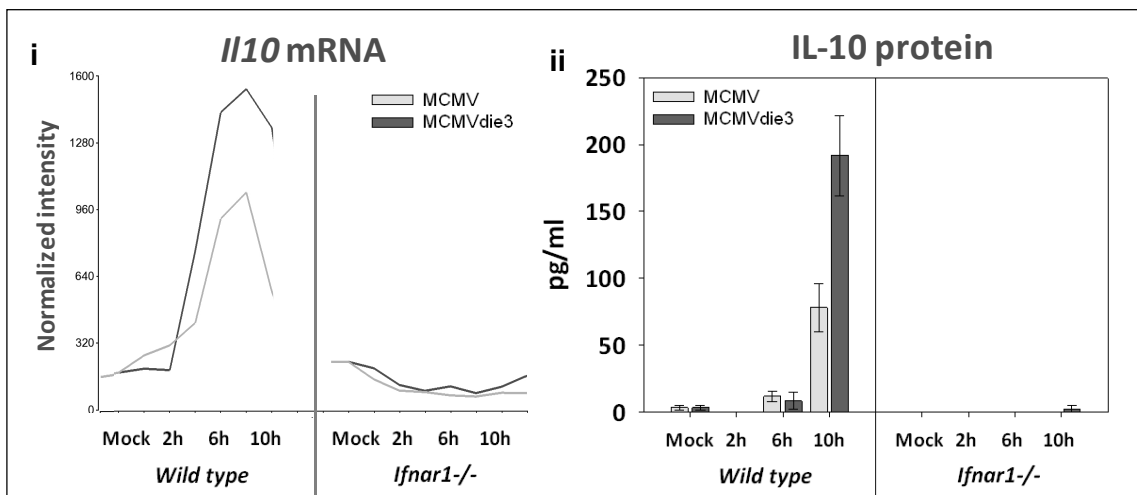 i
Il10 mRNA
Normalized intensity
1600
1280
960
640
320
0
MCMV
MCMVdie3
Mock 2h 6h 10h
Wild type
Mock 2h 6h 10h
Ifnar1-/-
ii
IL-10 protein
pg/ml
250
200
150
100
50
0
MCMV
MCMVdie3
Mock 2h 6h 10h
Wild type
Mock 2h 6h 10h
Ifnar1-/-